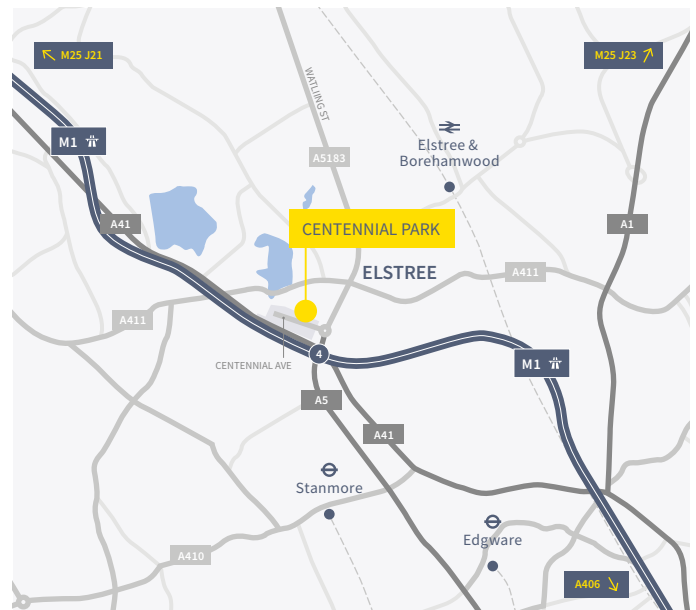 M25 J21
M25 J23
WATLIING ST
M1
Elstree &
Borehamwood
A5183
A41
A1
CENTENNIAL PARK
ELSTREE
A411
A411
4
CENTENNIAL AVE
M1
A5
A41
Stanmore
Edgware
A410
A406